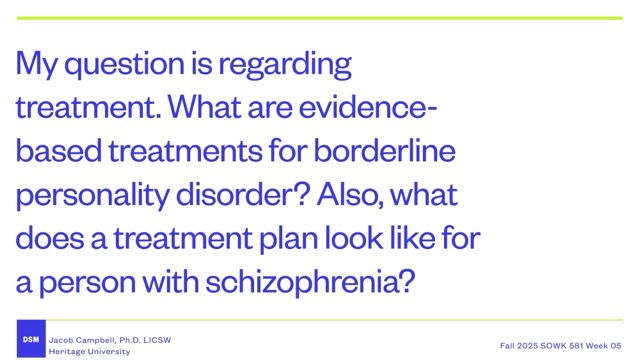 My question is regarding
treatment. What are evidence-
based treatments for borderline
personality disorder? Also, what
does a treatment plan look like for
a person with schizophrenia?
DSM
Jacob Campbell, Ph.D. LICSW
Heritage University
Fall 2025 SOWK 581 Week 05